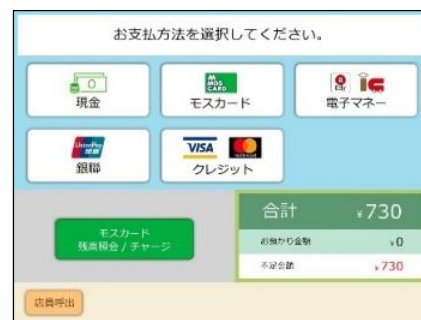 お支払方法を選択してください。
現金
MOS CARD
モスカード
Edy
電子マネー
UnionPay
银联
銀聯
VISA
クレジット
モスカード
残高照会 / チャージ
合計 ¥730
お預かり金額 ¥0
不足金額 ¥730
店員呼出